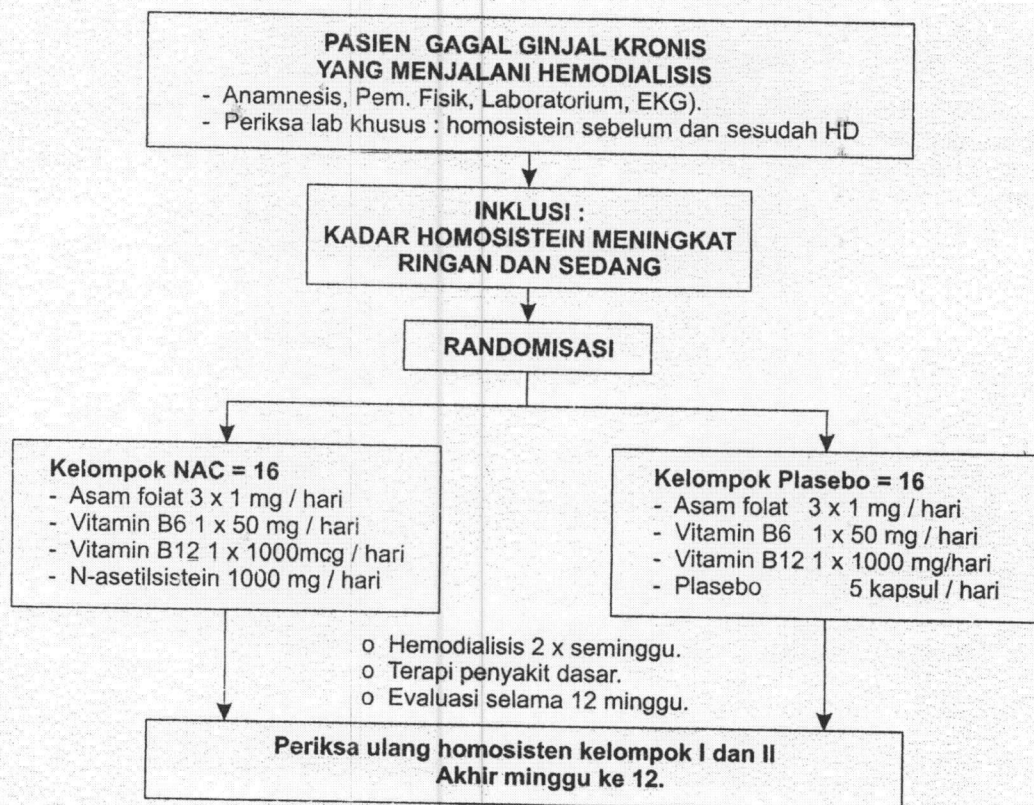 PASIEN GAGAL GINJAL KRONIS
YANG MENJALANI HEMODIALISIS
- Anamnesis, Pem. Fisik, Laboratorium, EKG).
- Periksa lab khusus : homosistein sebelum dan sesudah HD
INKLUSI :
KADAR HOMOSISTEIN MENINGKAT
RINGAN DAN SEDANG
RANDOMISASI
Kelompok NAC = 16
- Asam folat 3 x 1 mg / hari
- Vitamin B6 1 x 50 mg / hari
- Vitamin B12 1 x 1000mcg / hari
- N-asetilsistein 1000 mg / hari
Kelompok Plasebo = 16
- Asam folat 3 x 1 mg / hari
- Vitamin B6 1 x 50 mg / hari
- Vitamin B12 1 x 1000 mg/hari
- Plasebo 5 kapsul / hari
o Hemodialisis 2 x seminggu.
o Terapi penyakit dasar.
o Evaluasi selama 12 minggu.
Periksa ulang homosisten kelompok I dan II
Akhir minggu ke 12.